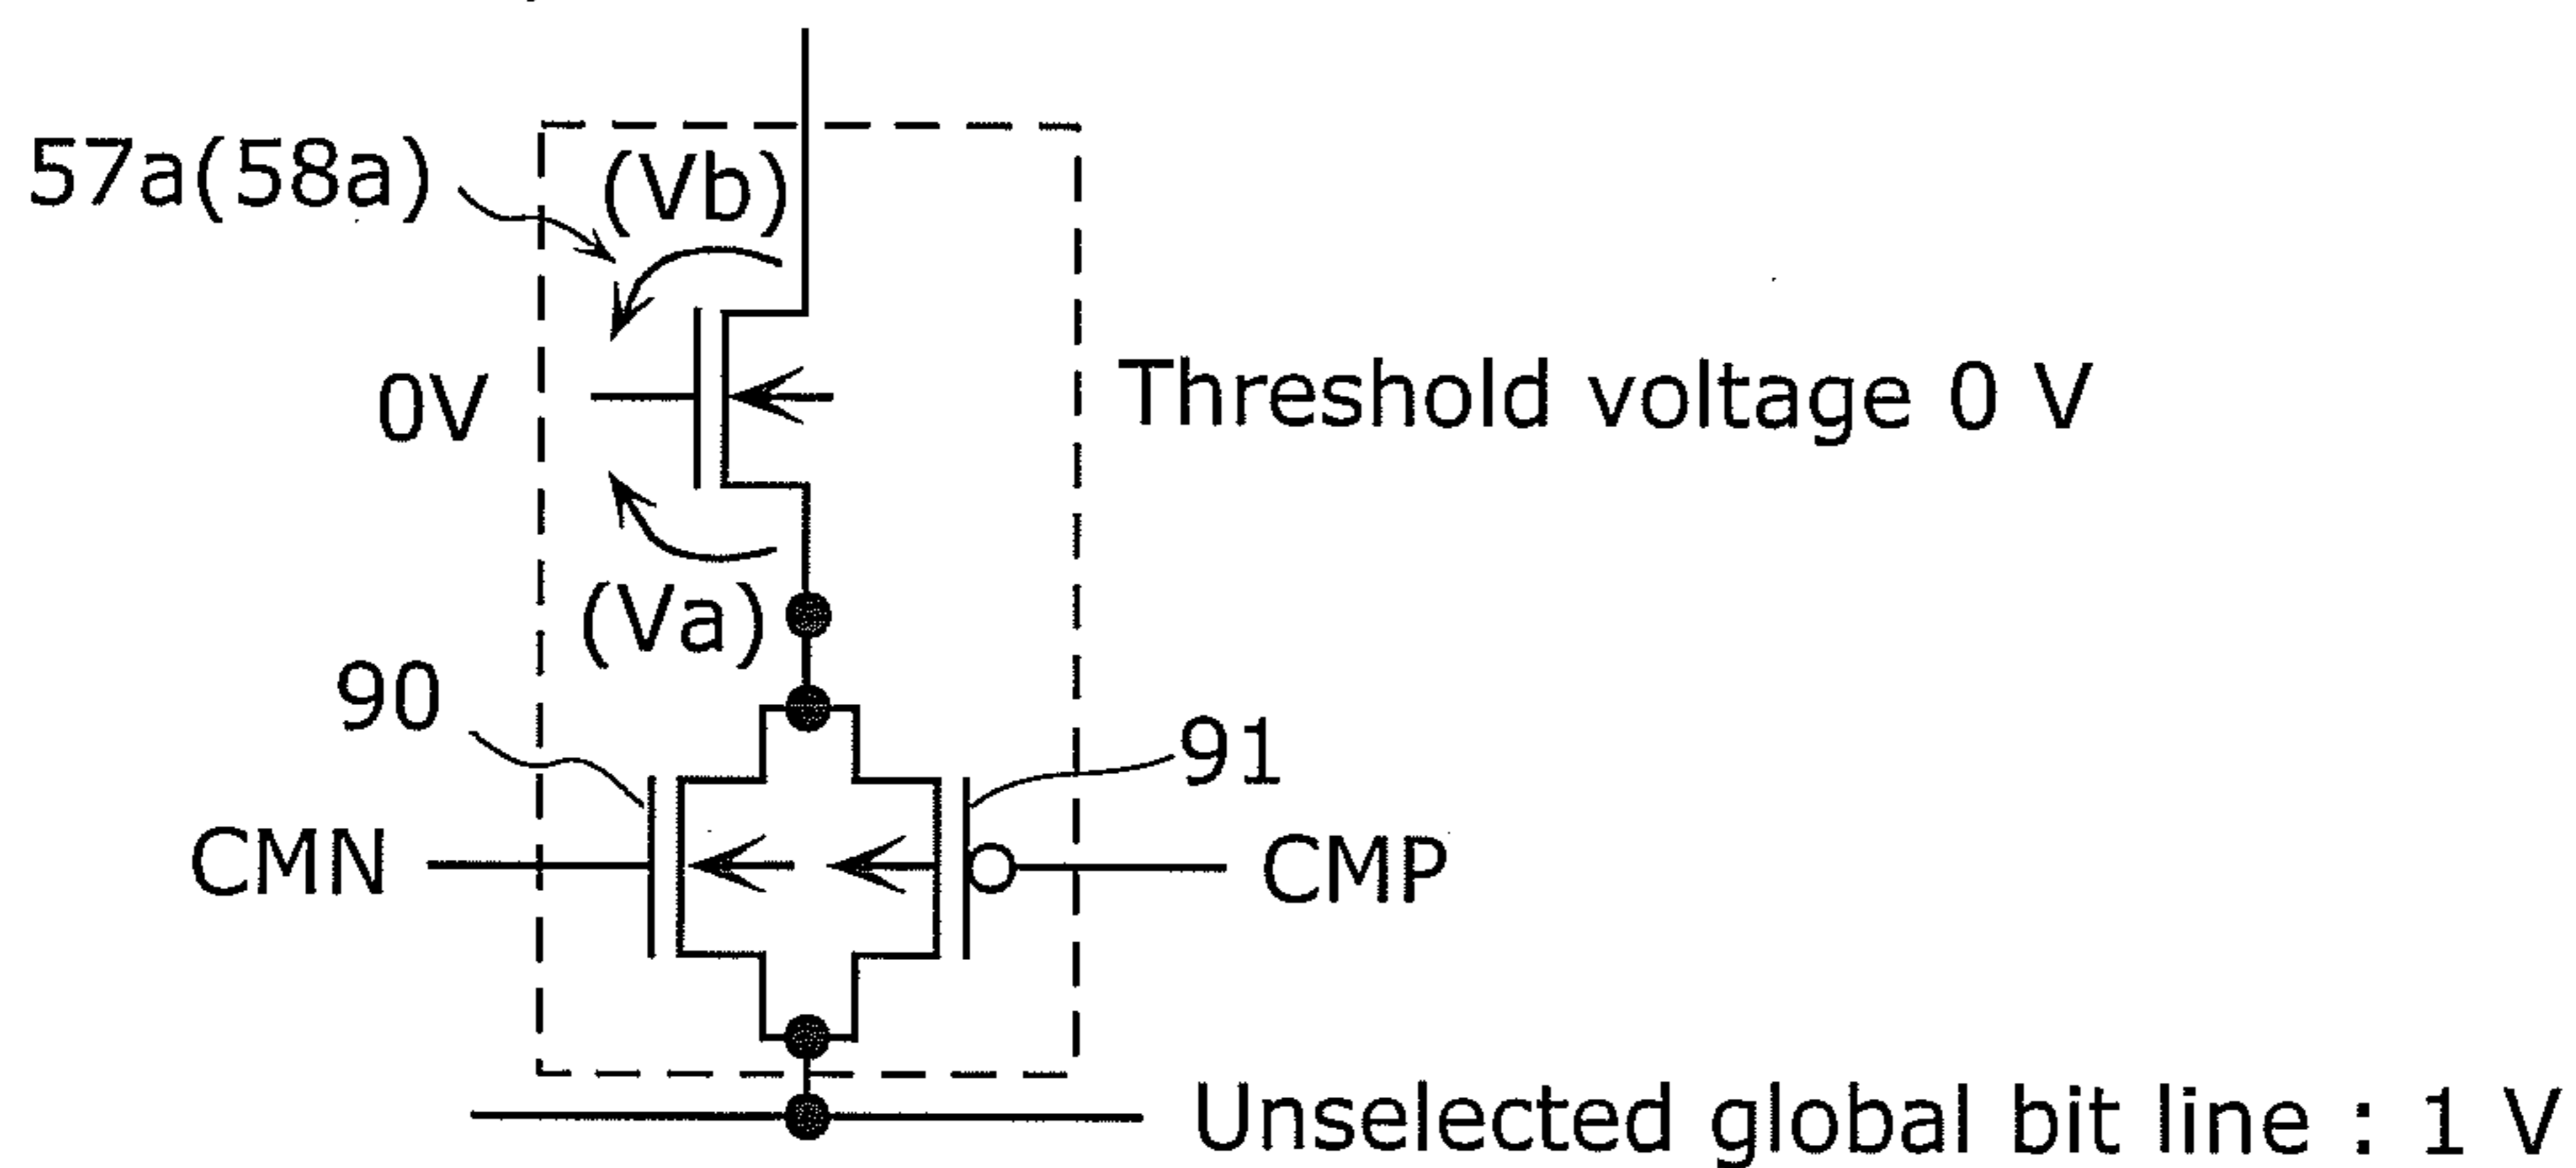 57a(58a)
(Vb)
0V
Threshold voltage 0 V
(Va)
90
91
CMN
CMP
Unselected global bit line : 1 V